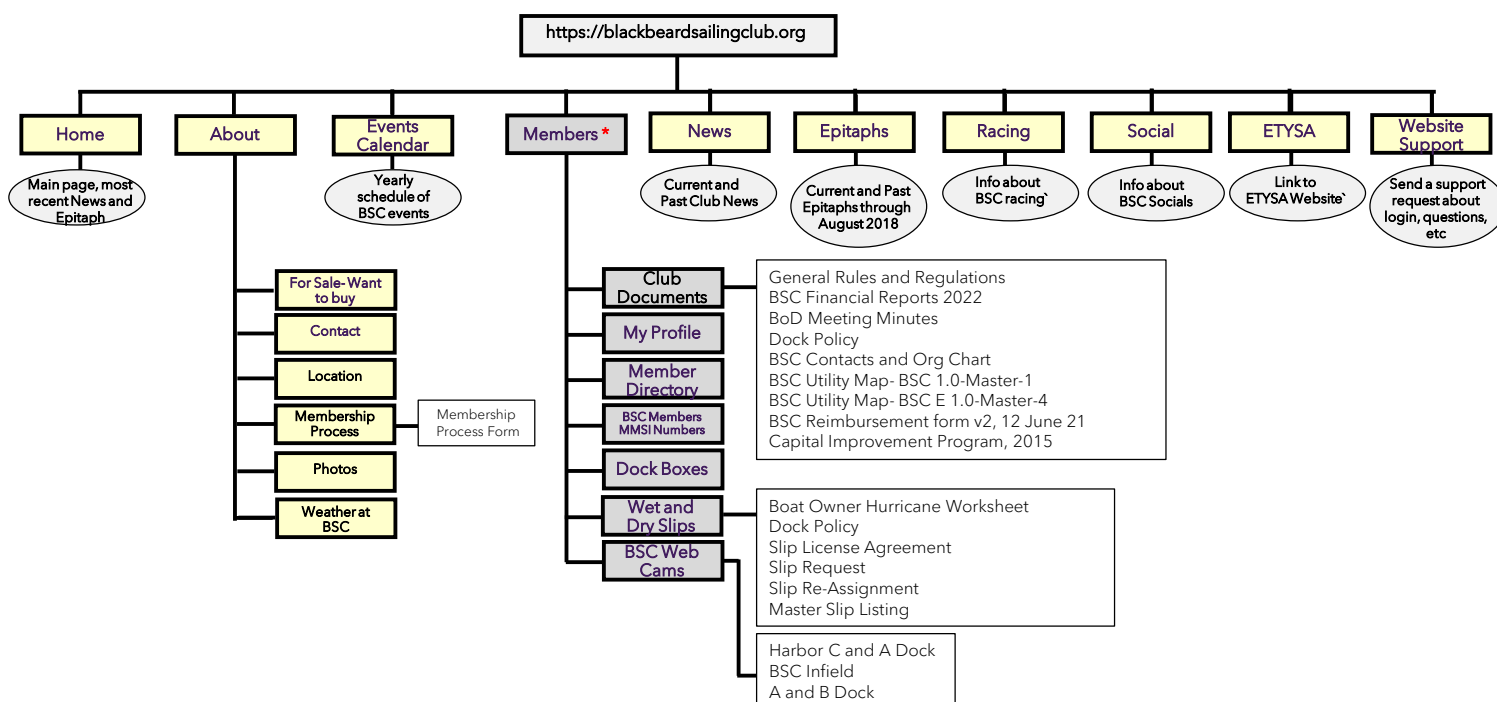 https://blackbeardsailingclub.org
Home
About
Events
Calendar
Members *
News
Epitaphs
Racing
Social
ETYSA
Website
Support
Main page, most
recent News and
Epitaph
Yearly
schedule of
BSC events
Current and
Past Club News
Current and Past
Epitaphs through
August 2018
Info about
BSC racing`
Info about
BSC Socials
Link to
ETYSA Website`
Send a support
request about
login, questions,
etc
For Sale-Want
to buy
Contact
Location
Membership
Process
Membership
Process Form
Photos
Weather at
BSC
Club
Documents
My Profile
Member
Directory
BSC Members
MMSI Numbers
Dock Boxes
Wet and
Dry Slips
BSC Web
Cams
General Rules and Regulations
BSC Financial Reports 2022
BoD Meeting Minutes
Dock Policy
BSC Contacts and Org Chart
BSC Utility Map- BSC 1.0-Master-1
BSC Utility Map- BSC E 1.0-Master-4
BSC Reimbursement form v2, 12 June 21
Capital Improvement Program, 2015
Boat Owner Hurricane Worksheet
Dock Policy
Slip License Agreement
Slip Request
Slip Re-Assignment
Master Slip Listing
Harbor C and A Dock
BSC Infield
A and B Dock